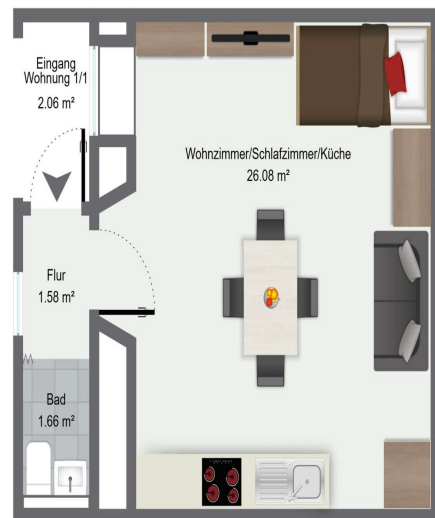 Eingang
Wohnung 1/1
2.06 m²
Wohnzimmer/Schlafzimmer/Küche
26.08 m²
Flur
1.58 m²
Bad
1.66 m²